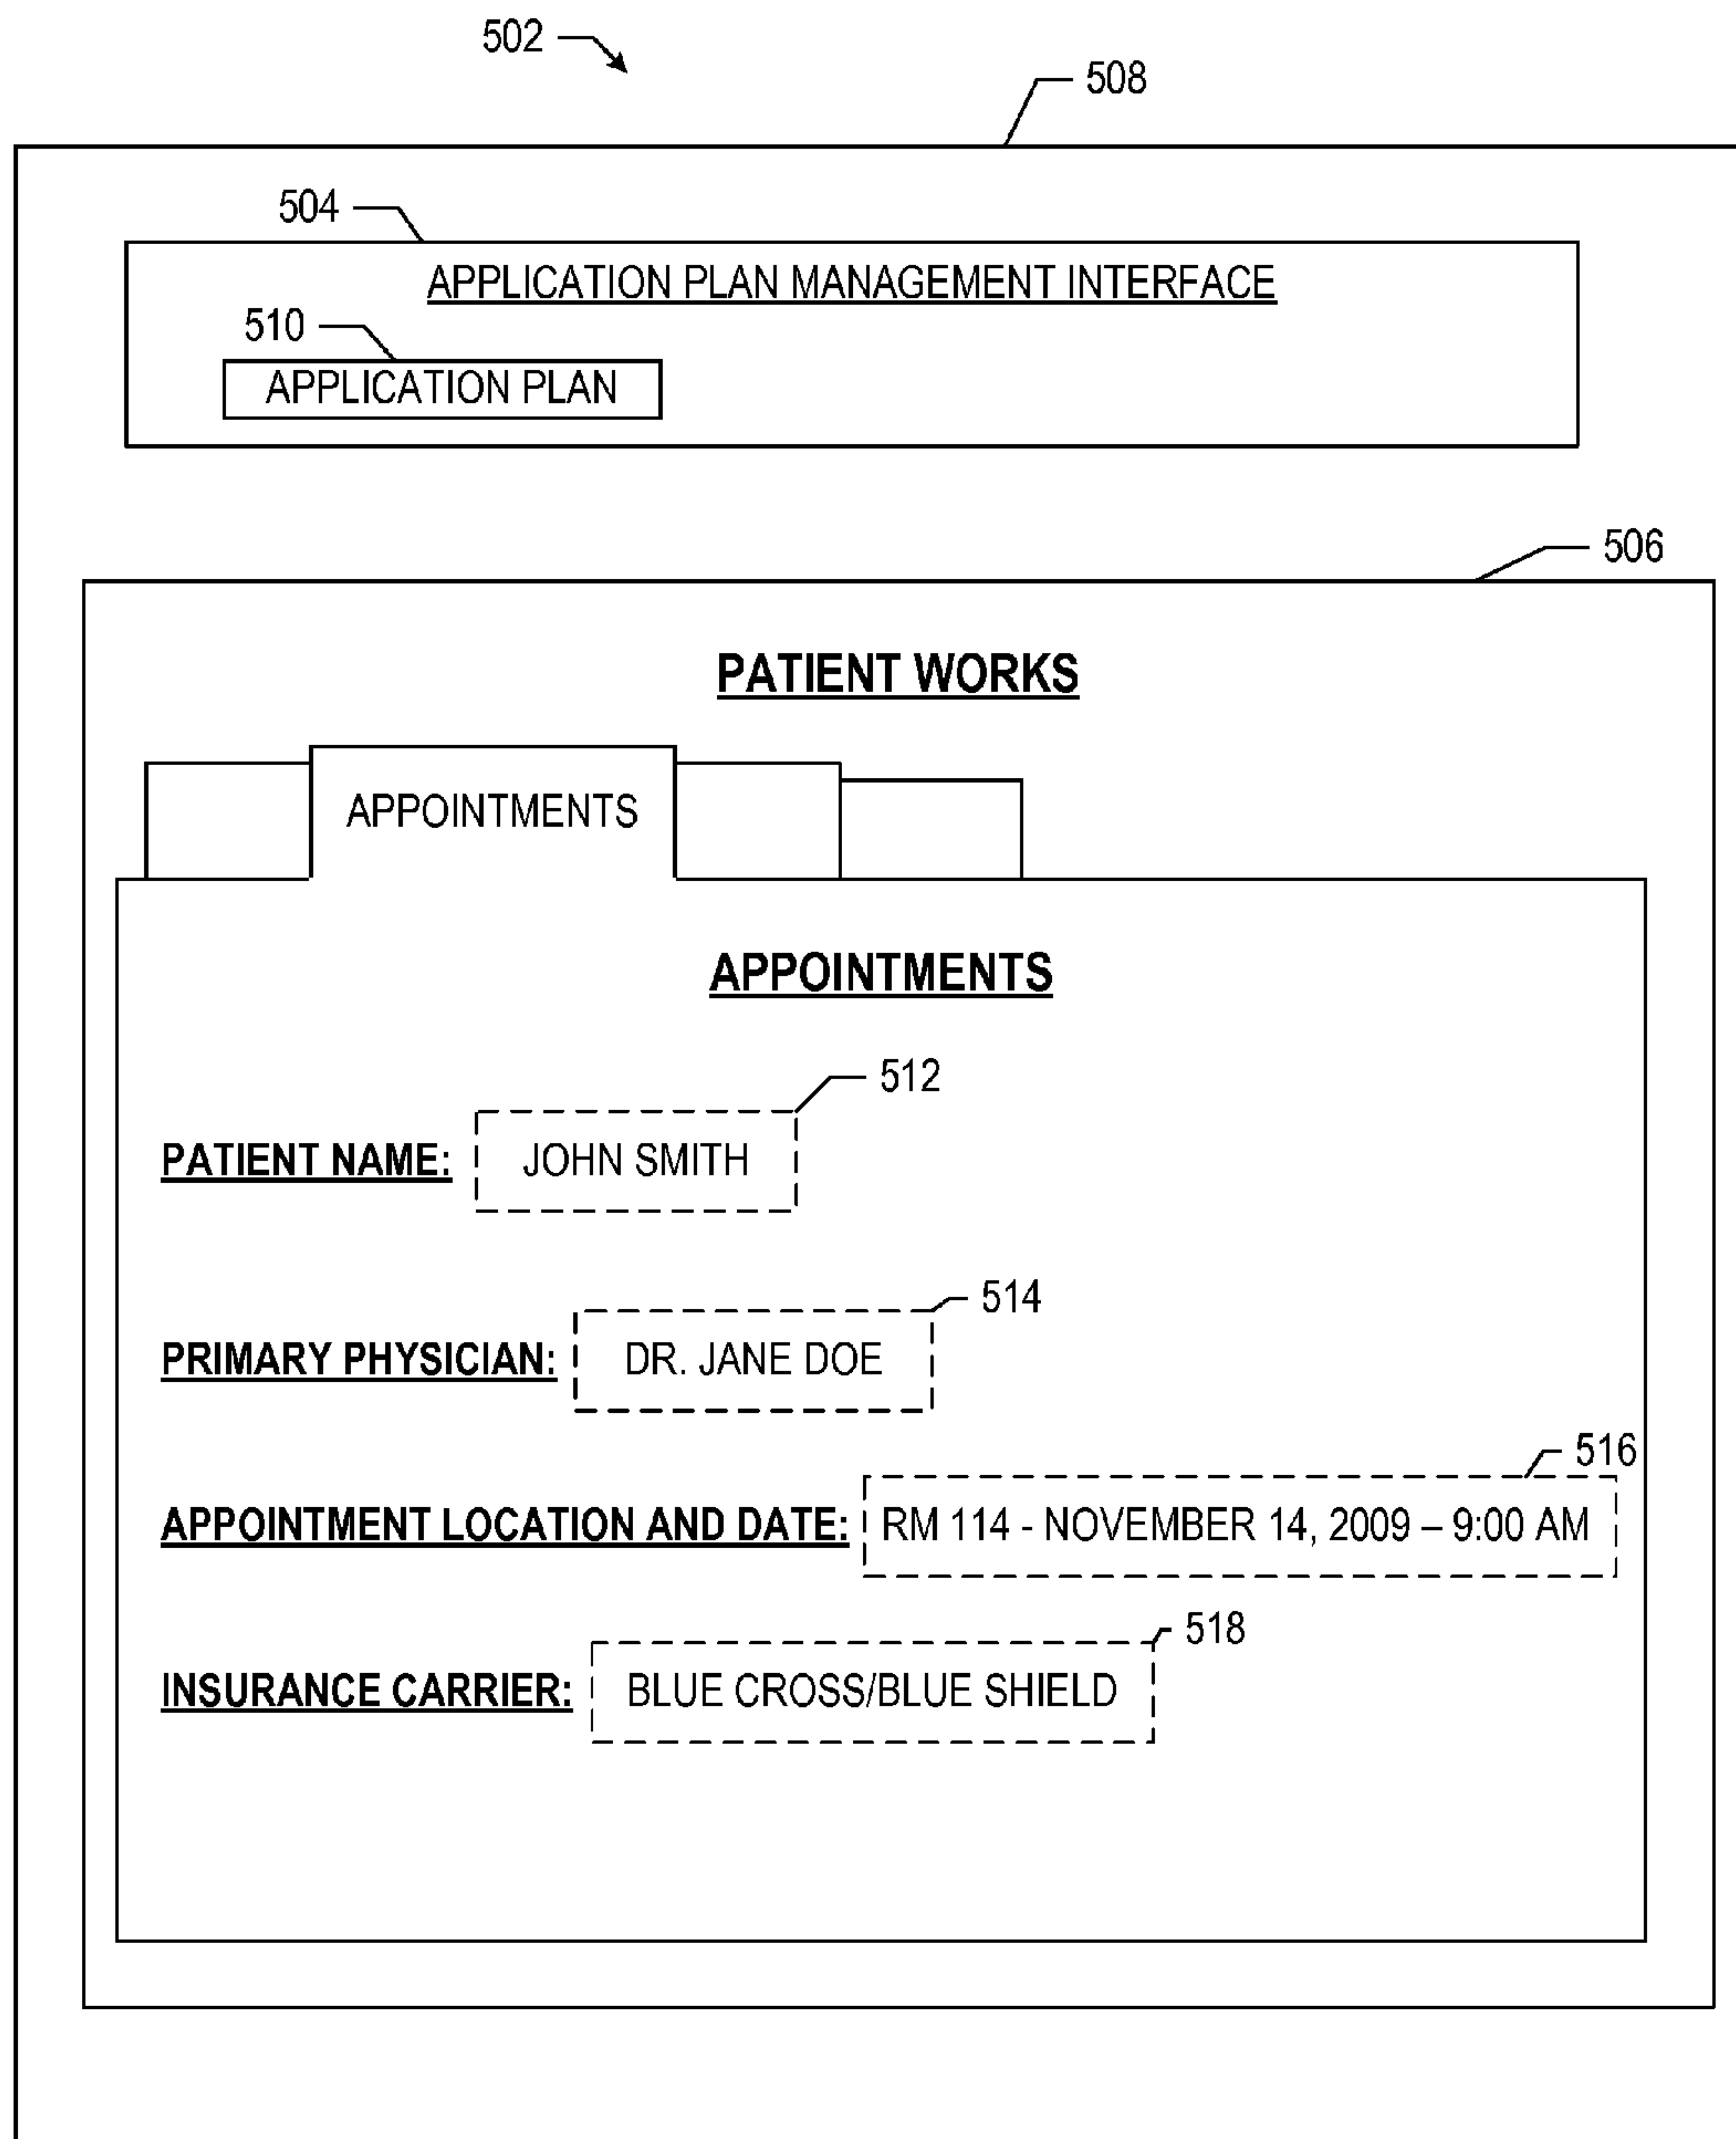 502
508
504
APPLICATION PLAN MANAGEMENT INTERFACE
510
APPLICATION PLAN
506
PATIENT WORKS
APPOINTMENTS
APPOINTMENTS
512
PATIENT NAME: JOHN SMITH
514
PRIMARY PHYSICIAN: DR. JANE DOE
516
APPOINTMENT LOCATION AND DATE: RM 114 - NOVEMBER 14, 2009 – 9:00 AM
518
INSURANCE CARRIER: BLUE CROSS/BLUE SHIELD